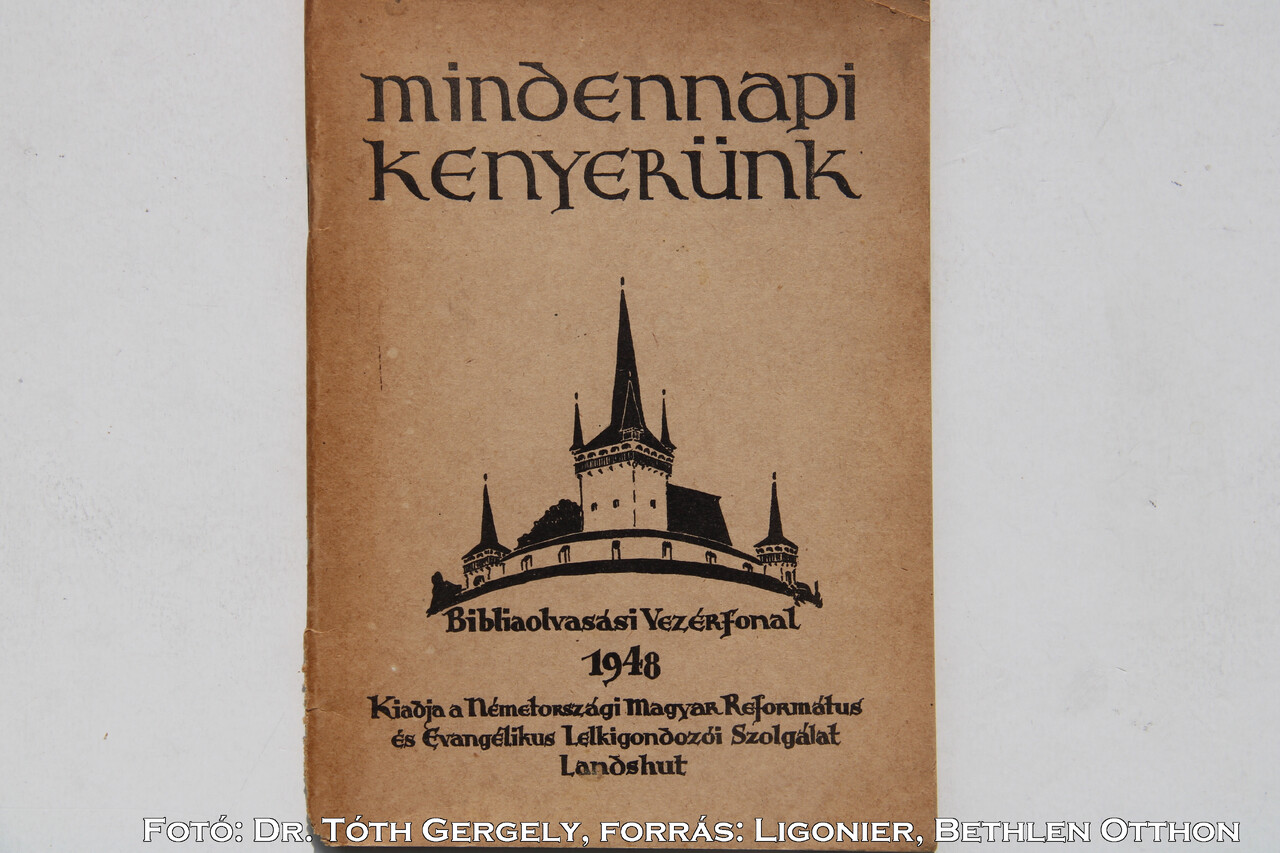 mindennapi
kenyerünk
Bibliaolvasási Vezérfonal
1948
Kiadja a Németországi Magyar Református
és Evangélikus Lelkigondozói Szolgálat
Landshut
Fotó: Dr. Tóth Gergely, forrás: Ligonier, Bethlen Otthon